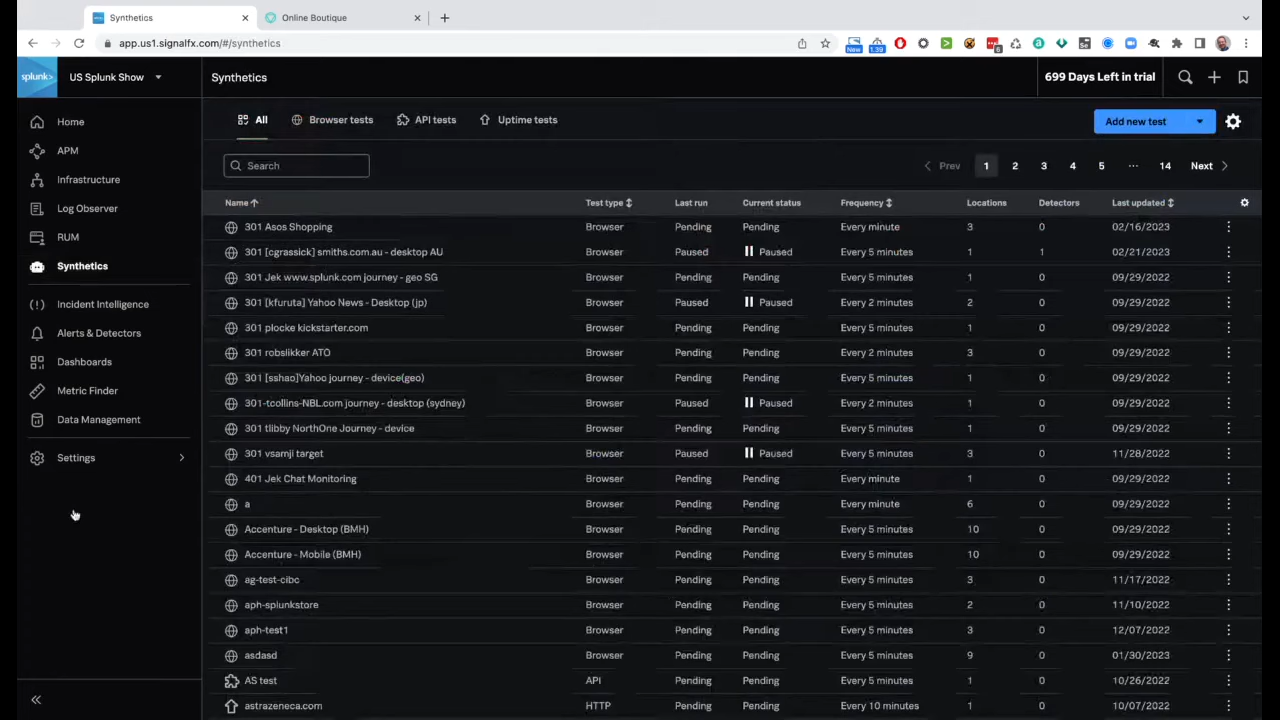 Synthetics
Online Boutique
app.us1.signalfx.com/#/synthetics
New
1.39
6
splunk>
US Splunk Show
Synthetics
699 Days Left in trial
Home
APM
Infrastructure
Log Observer
RUM
Synthetics
Incident Intelligence
Alerts & Detectors
Dashboards
Metric Finder
Data Management
Settings
All Browser tests API tests Uptime tests
Add new test
Search
Prev 1 2 3 4 5 ... 14 Next
Name Test type Last run Current status Frequency Locations Detectors Last updated
301 Asos Shopping Browser Pending Pending Every minute 3 0 02/16/2023
301 [cgrassick] smiths.com.au - desktop AU Browser Paused Paused Every 5 minutes 1 1 02/21/2023
301 Jek www.splunk.com journey - geo SG Browser Pending Pending Every 5 minutes 1 0 09/29/2022
301 [kfuruta] Yahoo News - Desktop (jp) Browser Paused Paused Every 2 minutes 2 0 09/29/2022
301 plocke kickstarter.com Browser Pending Pending Every 5 minutes 1 0 09/29/2022
301 robslikker ATO Browser Pending Pending Every 2 minutes 3 0 09/29/2022
301 [sshao]Yahoo journey - device(geo) Browser Pending Pending Every 5 minutes 1 0 09/29/2022
301-tcollins-NBL.com journey - desktop (sydney) Browser Paused Paused Every 2 minutes 1 0 09/29/2022
301 tlibby NorthOne Journey - device Browser Pending Pending Every 5 minutes 1 0 09/29/2022
301 vsamji target Browser Paused Paused Every 5 minutes 3 0 11/28/2022
401 Jek Chat Monitoring Browser Pending Pending Every minute 1 0 09/29/2022
a Browser Pending Pending Every minute 6 0 09/29/2022
Accenture - Desktop (BMH) Browser Pending Pending Every 5 minutes 10 0 09/29/2022
Accenture - Mobile (BMH) Browser Pending Pending Every 5 minutes 10 0 09/29/2022
ag-test-cibc Browser Pending Pending Every 5 minutes 3 0 11/17/2022
aph-splunkstore Browser Pending Pending Every 5 minutes 2 0 11/10/2022
aph-test1 Browser Pending Pending Every 5 minutes 3 0 12/07/2022
asdasd Browser Pending Pending Every 5 minutes 9 0 01/30/2023
AS test API Pending Pending Every 5 minutes 1 0 10/26/2022
astrazeneca.com HTTP Pending Pending Every 10 minutes 1 0 10/07/2022